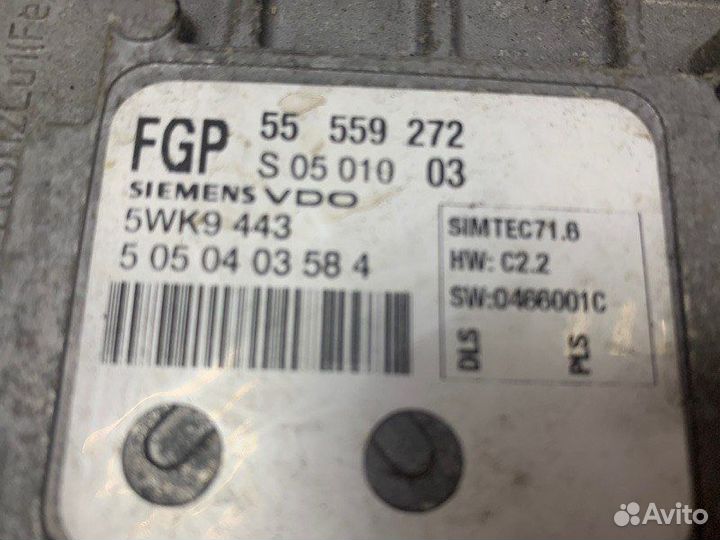 FGP 55 559 272
S 05 010 03
SIEMENS VDO
5WK9 443
5 05 04 03 58 4
SIMTEC71.6
HW: C2.2
SW:0466001C
DLS PLS
Avito